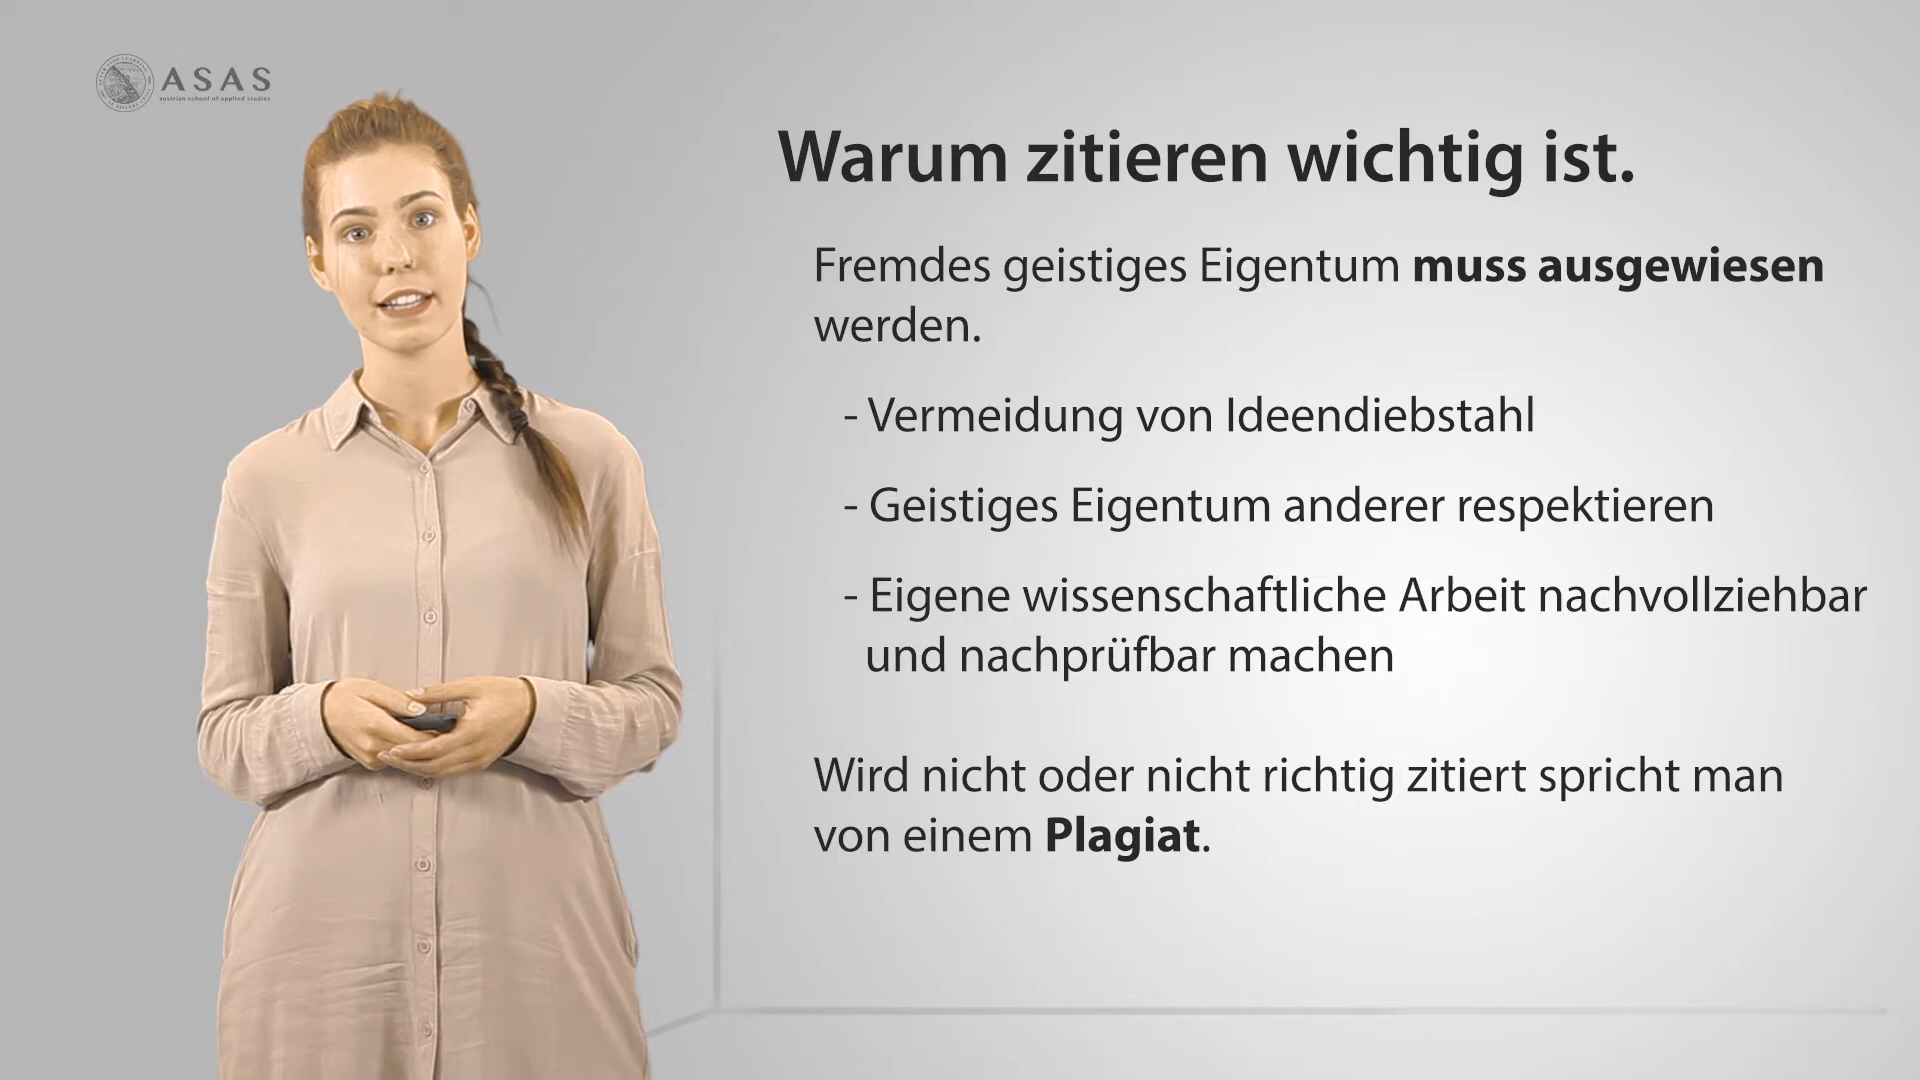 ASAS
austrian school of applied studies
Warum zitieren wichtig ist.
Fremdes geistiges Eigentum muss ausgewiesen
werden.
- Vermeidung von Ideendiebstahl
- Geistiges Eigentum anderer respektieren
- Eigene wissenschaftliche Arbeit nachvollziehbar
und nachprüfbar machen
Wird nicht oder nicht richtig zitiert spricht man
von einem Plagiat.